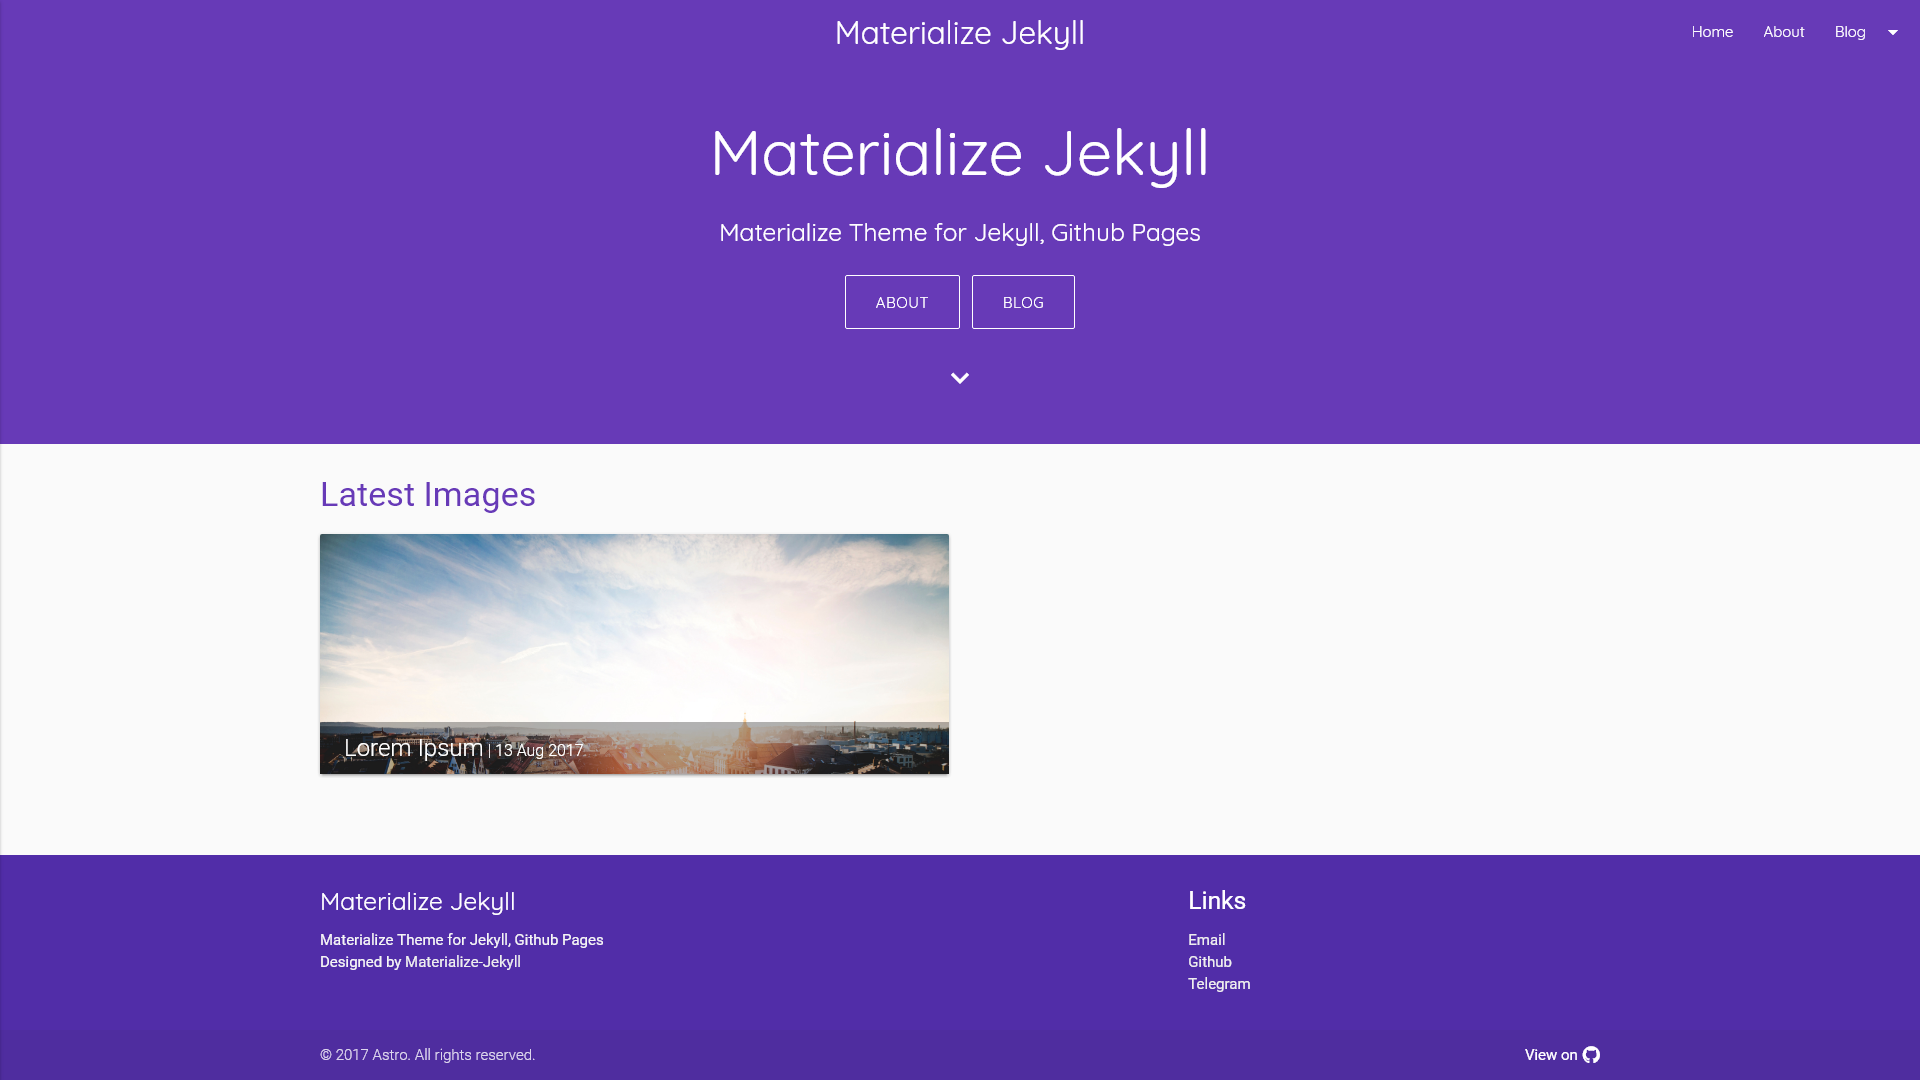 Materialize Jekyll
Home About Blog
Materialize Jekyll
Materialize Theme for Jekyll, Github Pages
ABOUT BLOG
Latest Images
Lorem Ipsum | 13 Aug 2017.
Materialize Jekyll
Materialize Theme for Jekyll, Github Pages
Designed by Materialize-Jekyll
Links
Email
Github
Telegram
© 2017 Astro. All rights reserved.
View on